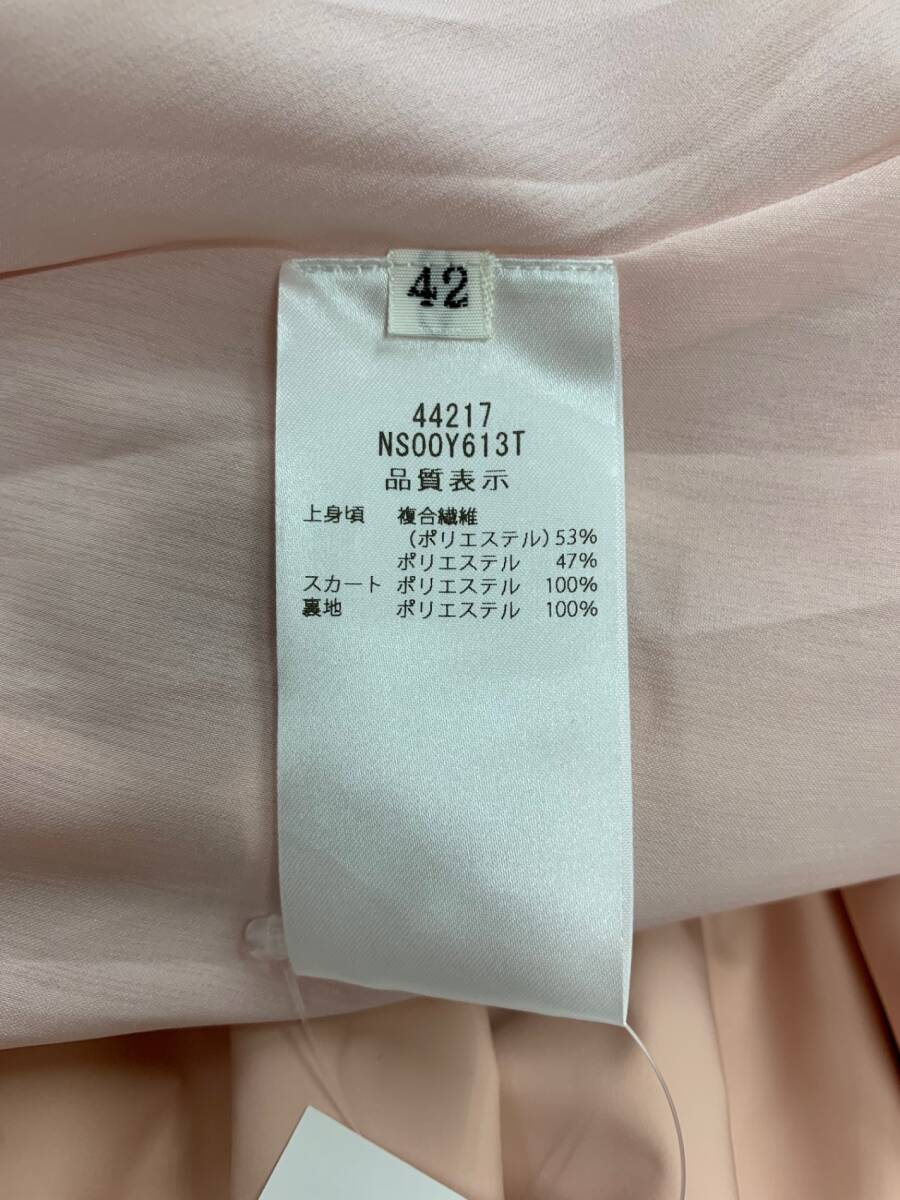 42
44217
NS00Y613T
品質表示
上身頃 複合繊維
(ポリエステル)53%
ポリエステル 47%
スカート ポリエステル 100%
裏地 ポリエステル 100%